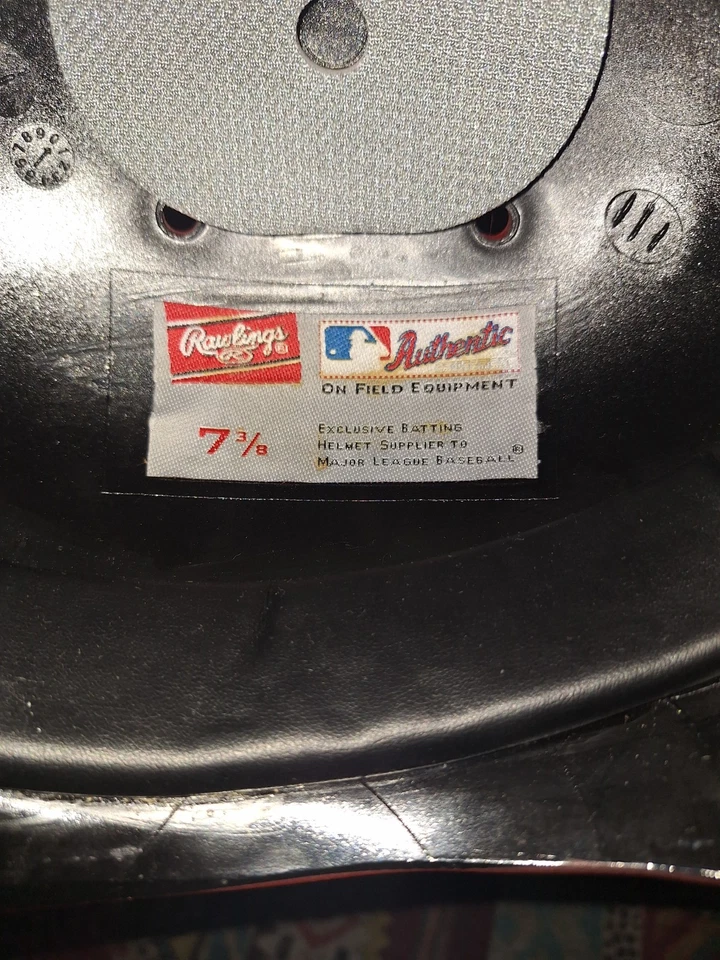 Rawlings®
R
Authentic
ON FIELD EQUIPMENT
7 3/8
EXCLUSIVE BATTING
HELMET SUPPLIER TO
MAJOR LEAGUE BASEBALL®